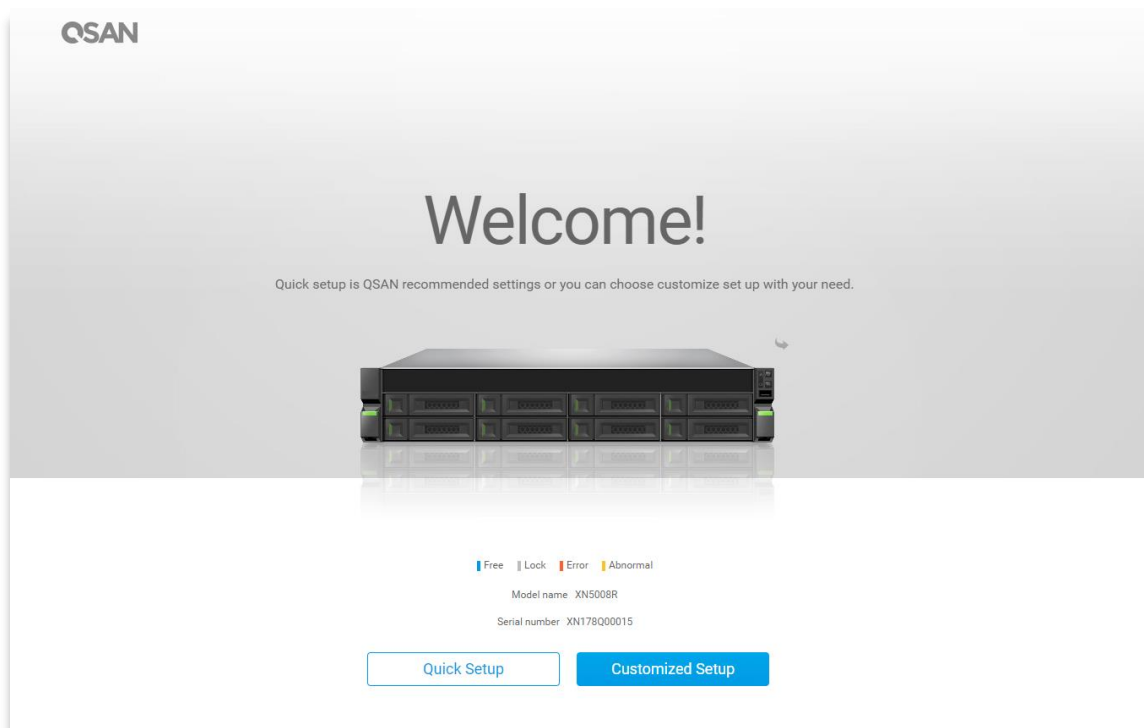 QSAN
Welcome!
Quick setup is QSAN recommended settings or you can choose customize set up with your need.
Free Lock Error Abnormal
Model name XN5008R
Serial number XN178Q00015
Quick Setup
Customized Setup